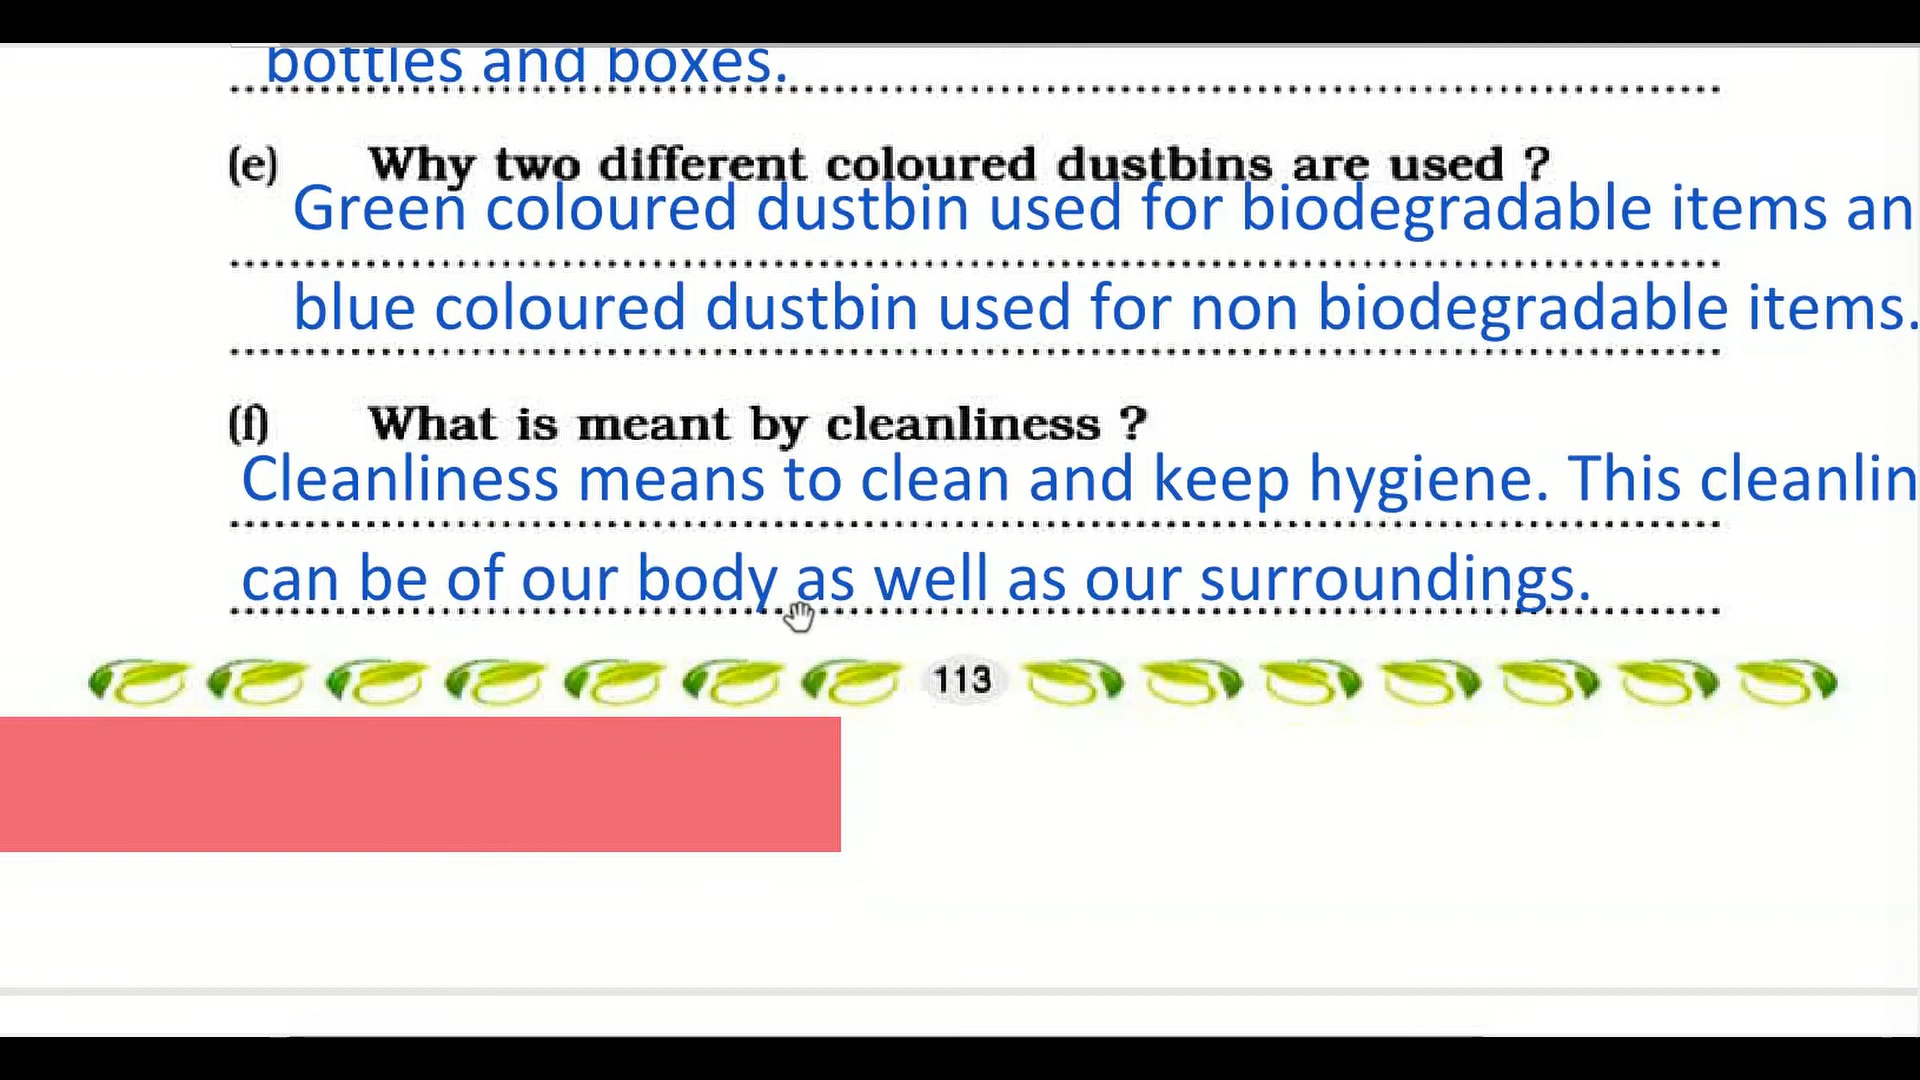 bottles and boxes.
(e) Why two different coloured dustbins are used ?
Green coloured dustbin used for biodegradable items an
blue coloured dustbin used for non biodegradable items.
(f) What is meant by cleanliness ?
Cleanliness means to clean and keep hygiene. This cleanlin
can be of our body as well as our surroundings.
113